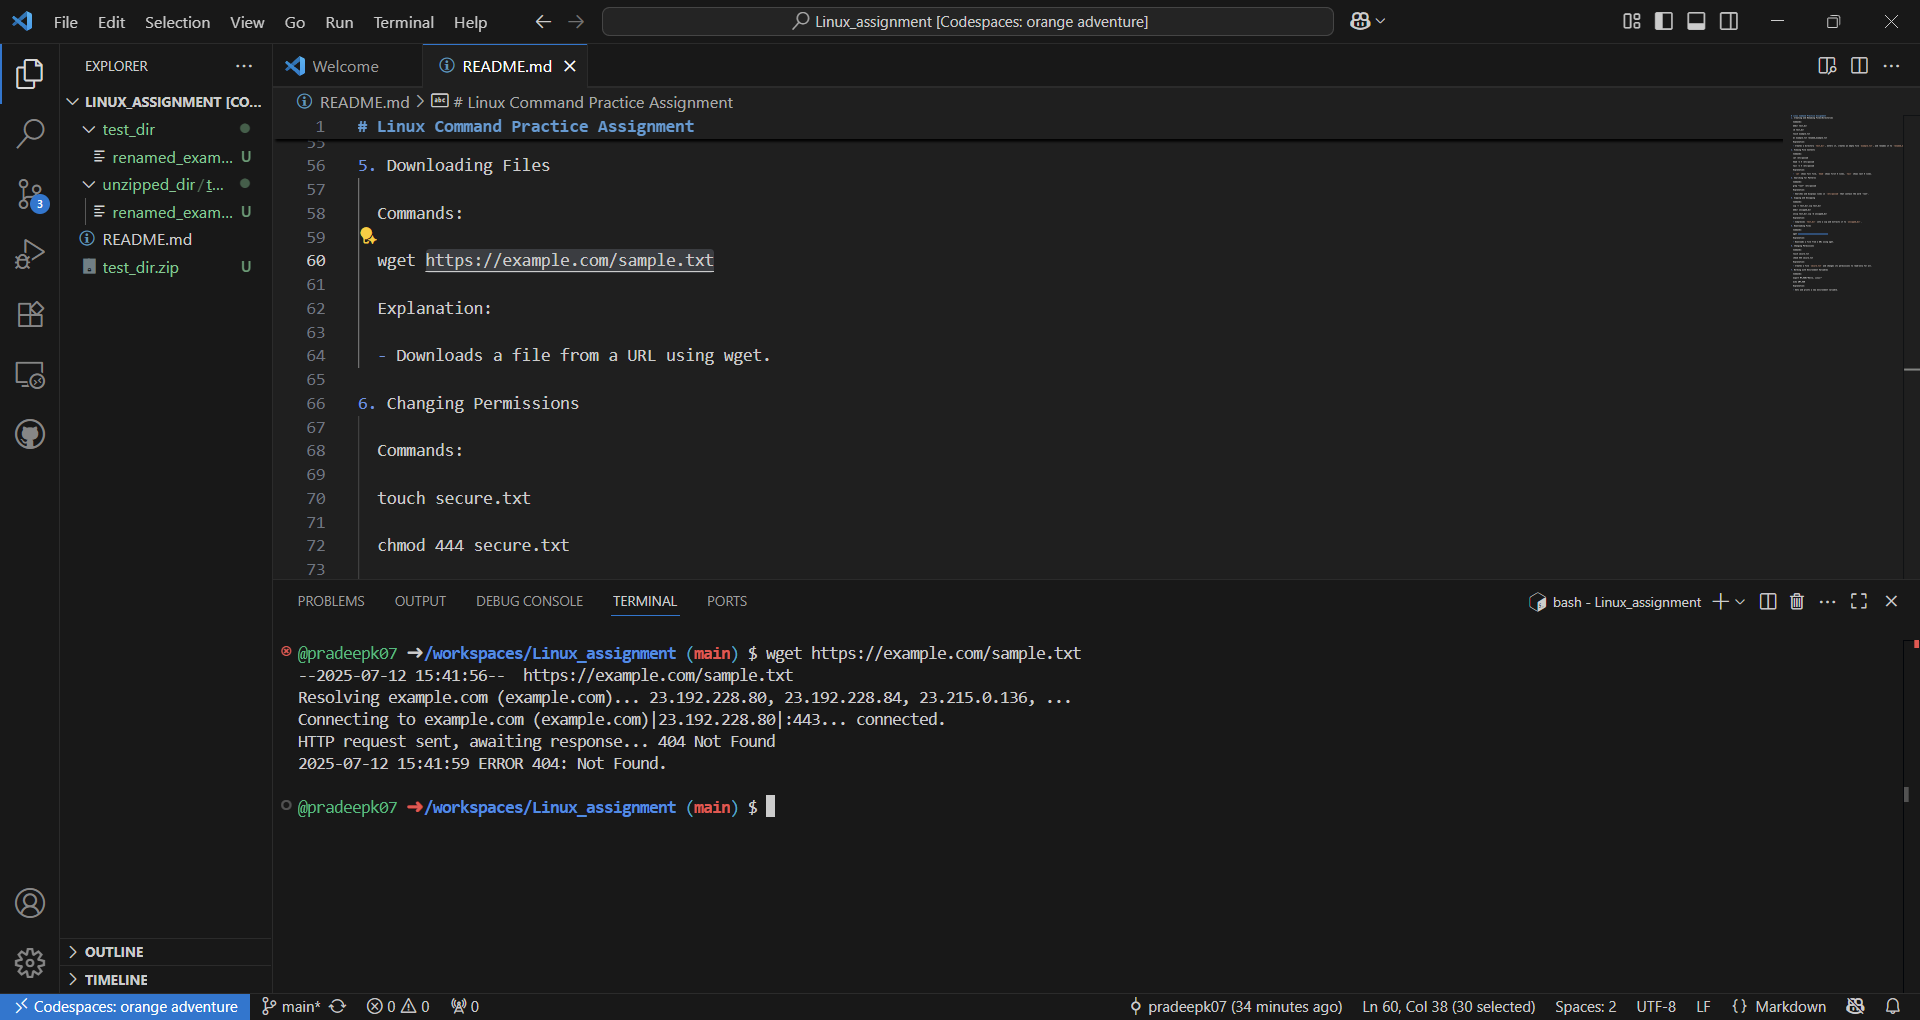 File Edit Selection View Go Run Terminal Help
Linux_assignment [Codespaces: orange adventure]
EXPLORER
LINUX_ASSIGNMENT [CO...
test_dir
renamed_exam... U
unzipped_dir/t...
renamed_exam... U
README.md
test_dir.zip U
OUTLINE
TIMELINE
3
Welcome README.md
README.md > # Linux Command Practice Assignment
1 # Linux Command Practice Assignment
55
56 5. Downloading Files
57
58 Commands:
59
60 wget https://example.com/sample.txt
61
62 Explanation:
63
64 - Downloads a file from a URL using wget.
65
66 6. Changing Permissions
67
68 Commands:
69
70 touch secure.txt
71
72 chmod 444 secure.txt
73
PROBLEMS OUTPUT DEBUG CONSOLE TERMINAL PORTS
bash - Linux_assignment
@pradeepk07 ➜/workspaces/Linux_assignment (main) $ wget https://example.com/sample.txt
--2025-07-12 15:41:56-- https://example.com/sample.txt
Resolving example.com (example.com)... 23.192.228.80, 23.192.228.84, 23.215.0.136, ...
Connecting to example.com (example.com)|23.192.228.80|:443... connected.
HTTP request sent, awaiting response... 404 Not Found
2025-07-12 15:41:59 ERROR 404: Not Found.
@pradeepk07 ➜/workspaces/Linux_assignment (main) $
Codespaces: orange adventure main* 0 0 0 pradeepk07 (34 minutes ago) Ln 60, Col 38 (30 selected) Spaces: 2 UTF-8 LF {} Markdown